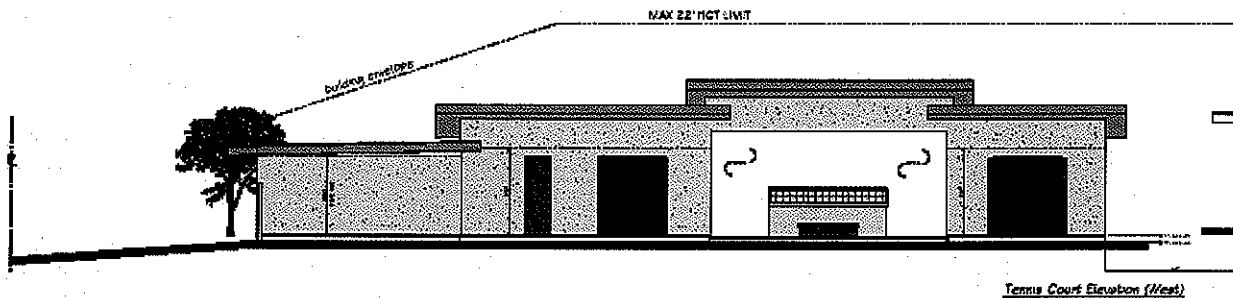 MAX 22' HGT LIMIT
building envelope
Tennis Court Elevation (West)